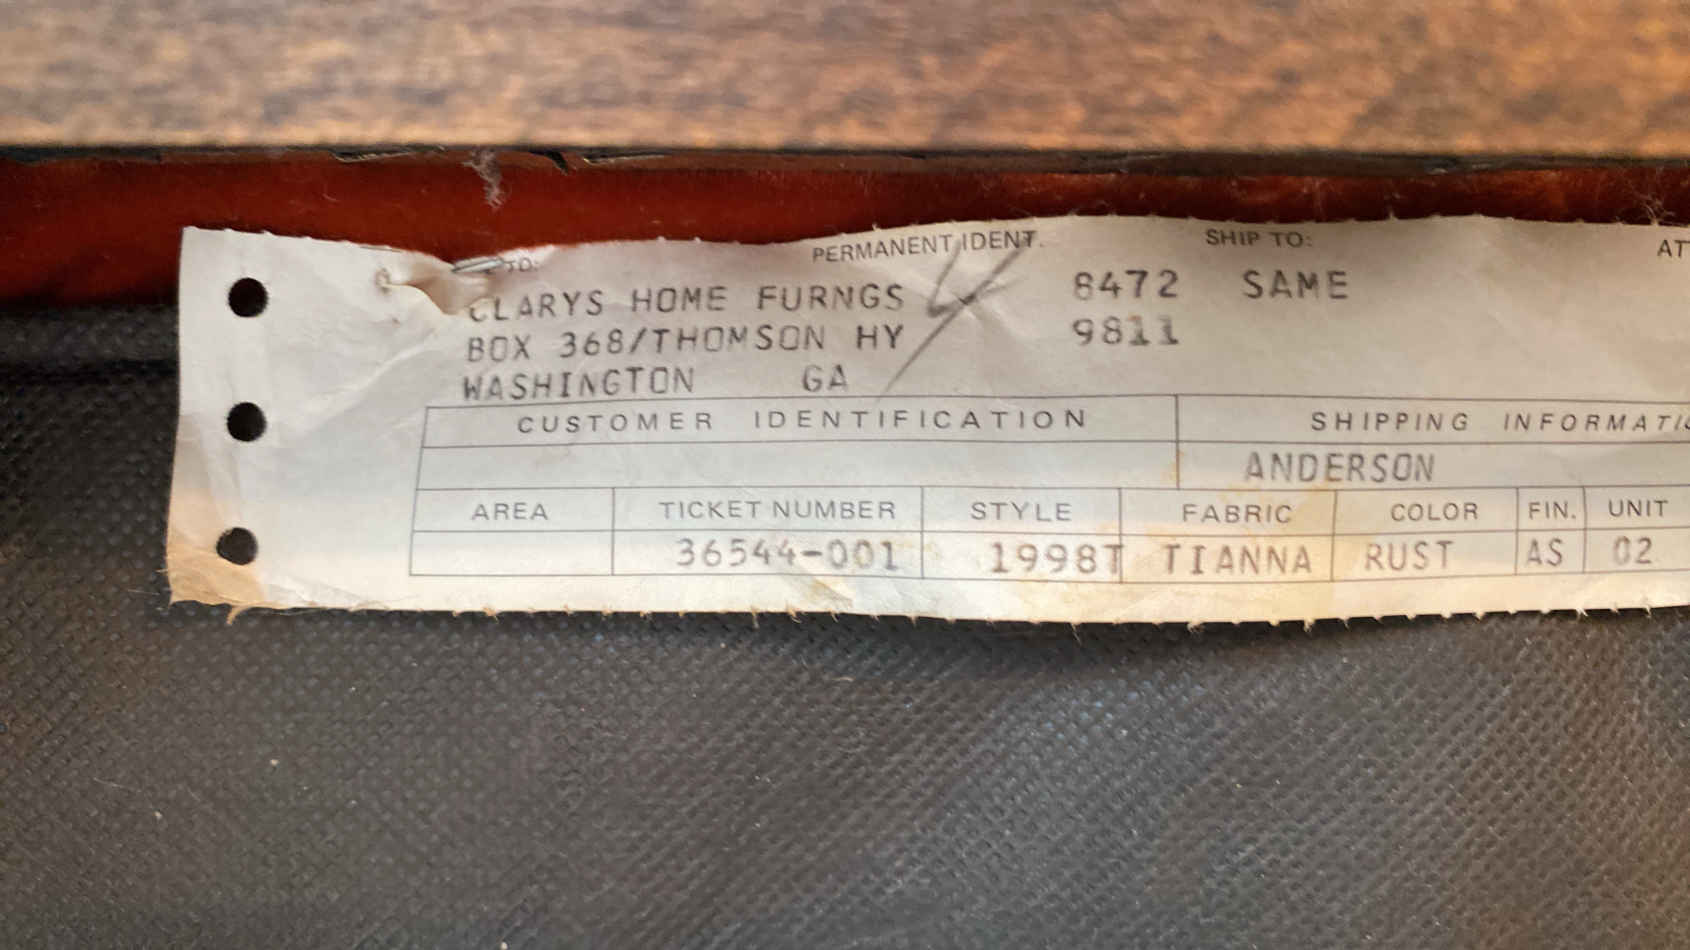 TO: PERMANENT IDENT. SHIP TO:
CLARYS HOME FURNGS 8472 SAME
BOX 368/THOMSON HY 9811
WASHINGTON GA
CUSTOMER IDENTIFICATION SHIPPING
ANDERSON
AREA TICKET NUMBER STYLE FABRIC COLOR FIN. UNIT
36544-001 1998T TIANNA RUST AS 02